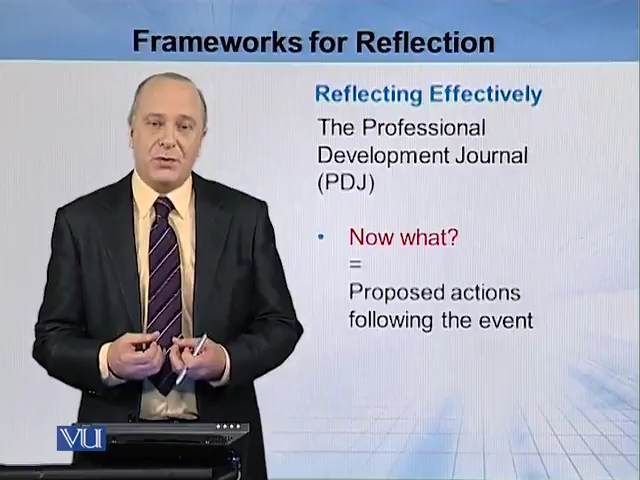 Frameworks for Reflection
Reflecting Effectively
The Professional
Development Journal
(PDJ)
• Now what?
=
Proposed actions
following the event
VU